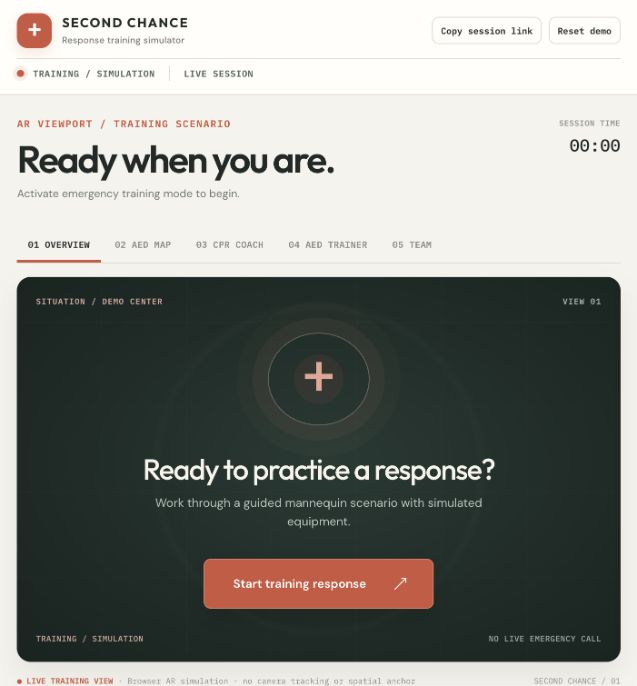 SECOND CHANCE
Response training simulator
Copy session link
Reset demo
TRAINING / SIMULATION
LIVE SESSION
AR VIEWPORT / TRAINING SCENARIO
SESSION TIME
Ready when you are.
00:00
Activate emergency training mode to begin.
01 OVERVIEW
02 AED MAP
03 CPR COACH
04 AED TRAINER
05 TEAM
SITUATION / DEMO CENTER
VIEW 01
Ready to practice a response?
Work through a guided mannequin scenario with simulated
equipment.
Start training response ↗
TRAINING / SIMULATION
NO LIVE EMERGENCY CALL
LIVE TRAINING VIEW · Browser AR simulation · no camera tracking or spatial anchor
SECOND CHANCE / 01